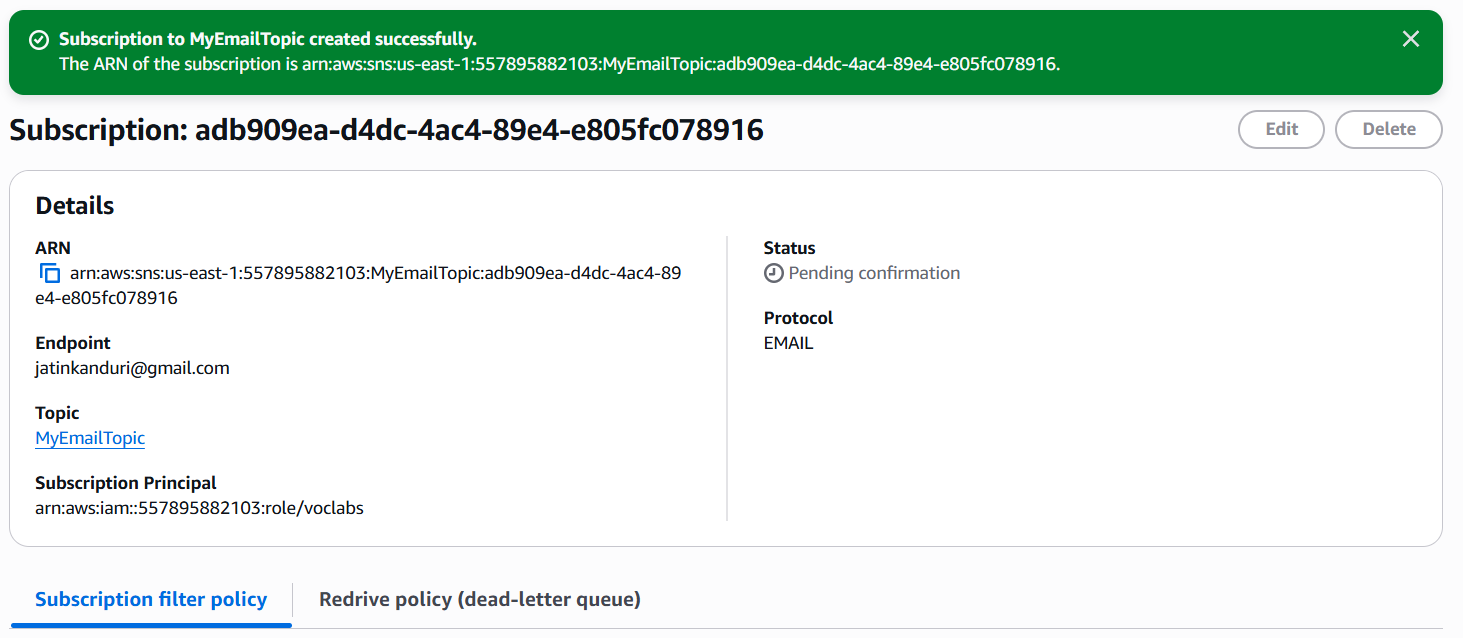 Subscription to MyEmailTopic created successfully.
The ARN of the subscription is arn:aws:sns:us-east-1:557895882103:MyEmailTopic:adb909ea-d4dc-4ac4-89e4-e805fc078916.
Subscription: adb909ea-d4dc-4ac4-89e4-e805fc078916
Edit
Delete
Details
ARN
arn:aws:sns:us-east-1:557895882103:MyEmailTopic:adb909ea-d4dc-4ac4-89
e4-e805fc078916
Endpoint
jatinkanduri@gmail.com
Topic
MyEmailTopic
Subscription Principal
arn:aws:iam::557895882103:role/voclabs
Status
Pending confirmation
Protocol
EMAIL
Subscription filter policy
Redrive policy (dead-letter queue)